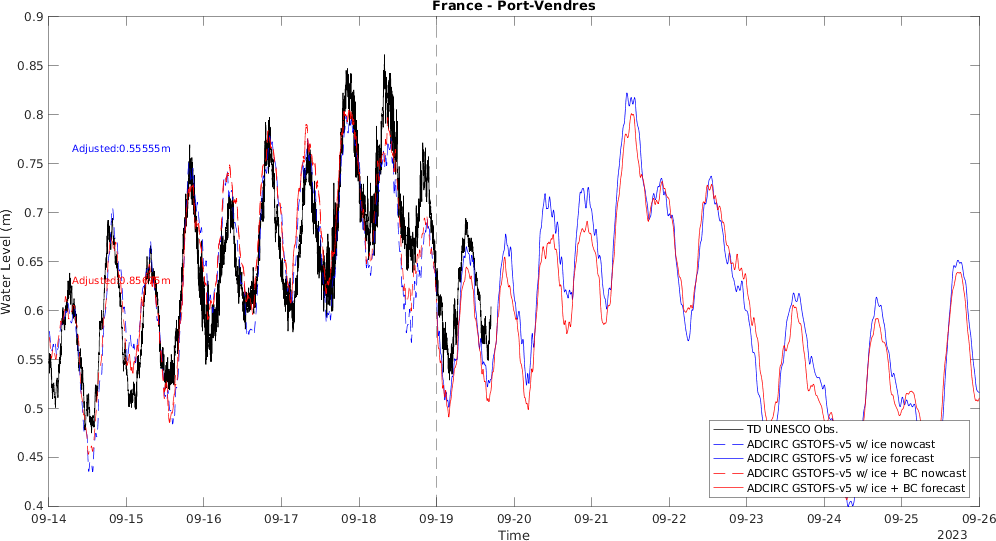 France - Port-Vendres
0.9
0.85
0.8
0.75
0.7
0.65
0.6
0.55
0.5
0.45
0.4
Water Level (m)
Adjusted:0.55555m
TD UNESCO Obs.
ADCIRC GSTOFS-v5 w/ ice nowcast
ADCIRC GSTOFS-v5 w/ ice forecast
ADCIRC GSTOFS-v5 w/ ice + BC nowcast
ADCIRC GSTOFS-v5 w/ ice + BC forecast
09-14 09-15 09-16 09-17 09-18 09-19 09-20 09-21 09-22 09-23 09-24 09-25 09-26
Time
2023